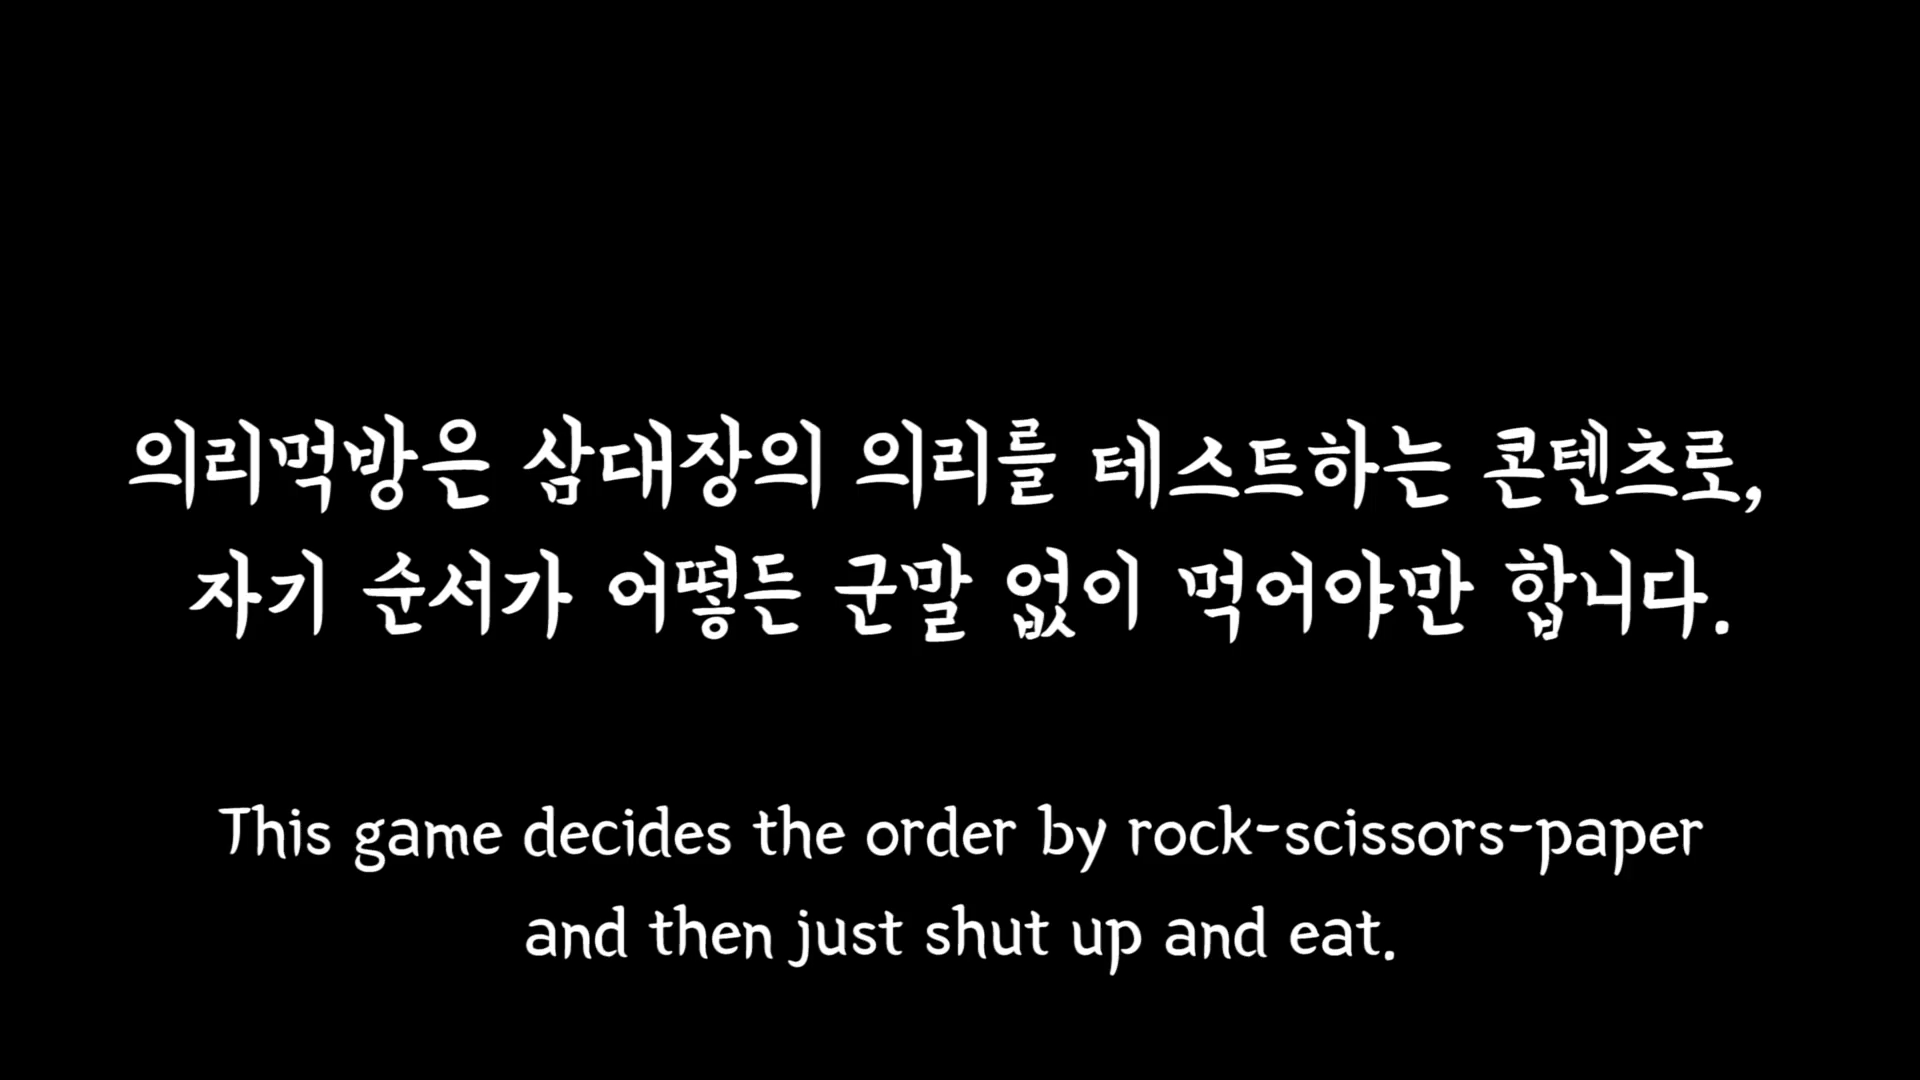 의리먹방은 삼대장의 의리를 테스트하는 콘텐츠로,
자기 순서가 어떻든 군말 없이 먹어야만 합니다.
This game decides the order by rock-scissors-paper
and then just shut up and eat.